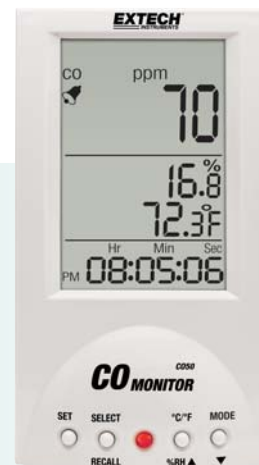 EXTECH
INSTRUMENTS
CO ppm
70
16.8%
72.3°F
Hr Min Sec
PM 08:05:06
CO50
CO MONITOR
SET SELECT °C/°F MODE
RECALL %RH ▲ ▼